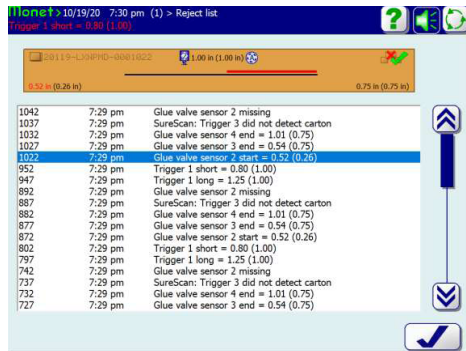 Monet> 10/19/20 7:30 pm (1) > Reject list
Trigger 1 short = 0.80 (1.00)
?
20119-LXNPMD-0001022
1.00 in (1.00 in)
0.52 in (0.26 in)
0.75 in (0.75 in)
1042 7:29 pm Glue valve sensor 2 missing
1037 7:29 pm SureScan: Trigger 3 did not detect carton
1032 7:29 pm Glue valve sensor 4 end = 1.01 (0.75)
1027 7:29 pm Glue valve sensor 3 end = 0.54 (0.75)
1022 7:29 pm Glue valve sensor 2 start = 0.52 (0.26)
952 7:29 pm Trigger 1 short = 0.80 (1.00)
947 7:29 pm Trigger 1 long = 1.25 (1.00)
892 7:29 pm Glue valve sensor 2 missing
887 7:29 pm SureScan: Trigger 3 did not detect carton
882 7:29 pm Glue valve sensor 4 end = 1.01 (0.75)
877 7:29 pm Glue valve sensor 3 end = 0.54 (0.75)
872 7:29 pm Glue valve sensor 2 start = 0.52 (0.26)
802 7:29 pm Trigger 1 short = 0.80 (1.00)
797 7:29 pm Trigger 1 long = 1.25 (1.00)
742 7:29 pm Glue valve sensor 2 missing
737 7:29 pm SureScan: Trigger 3 did not detect carton
732 7:29 pm Glue valve sensor 4 end = 1.01 (0.75)
727 7:29 pm Glue valve sensor 3 end = 0.54 (0.75)